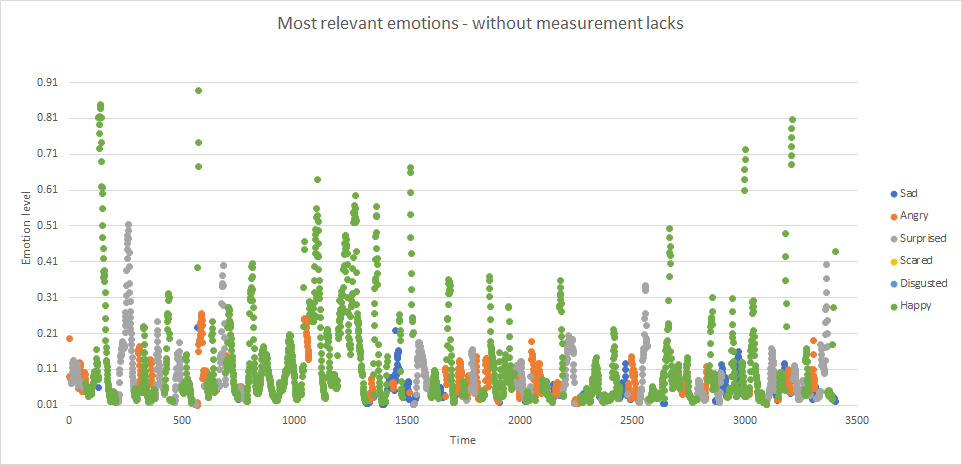 Most relevant emotions - without measurement lacks
0.91
0.81
0.71
0.61
0.51
0.41
0.31
0.21
0.11
0.01
Emotion level
0 500 1000 1500 2000 2500 3000 3500
Time
Sad
Angry
Surprised
Scared
Disgusted
Happy